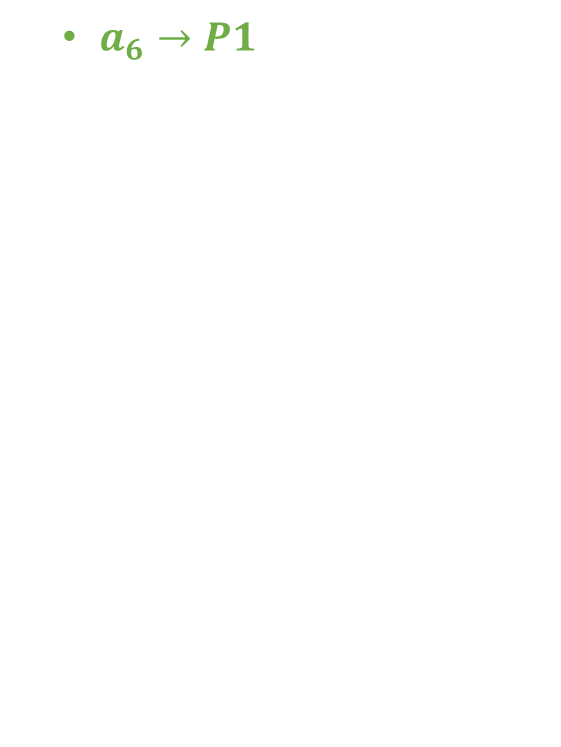 • a₆ → P1